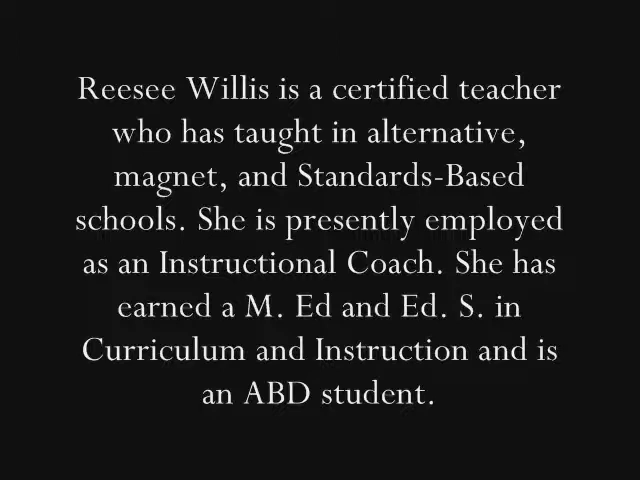 Reesee Willis is a certified teacher
who has taught in alternative,
magnet, and Standards-Based
schools. She is presently employed
as an Instructional Coach. She has
earned a M. Ed and Ed. S. in
Curriculum and Instruction and is
an ABD student.